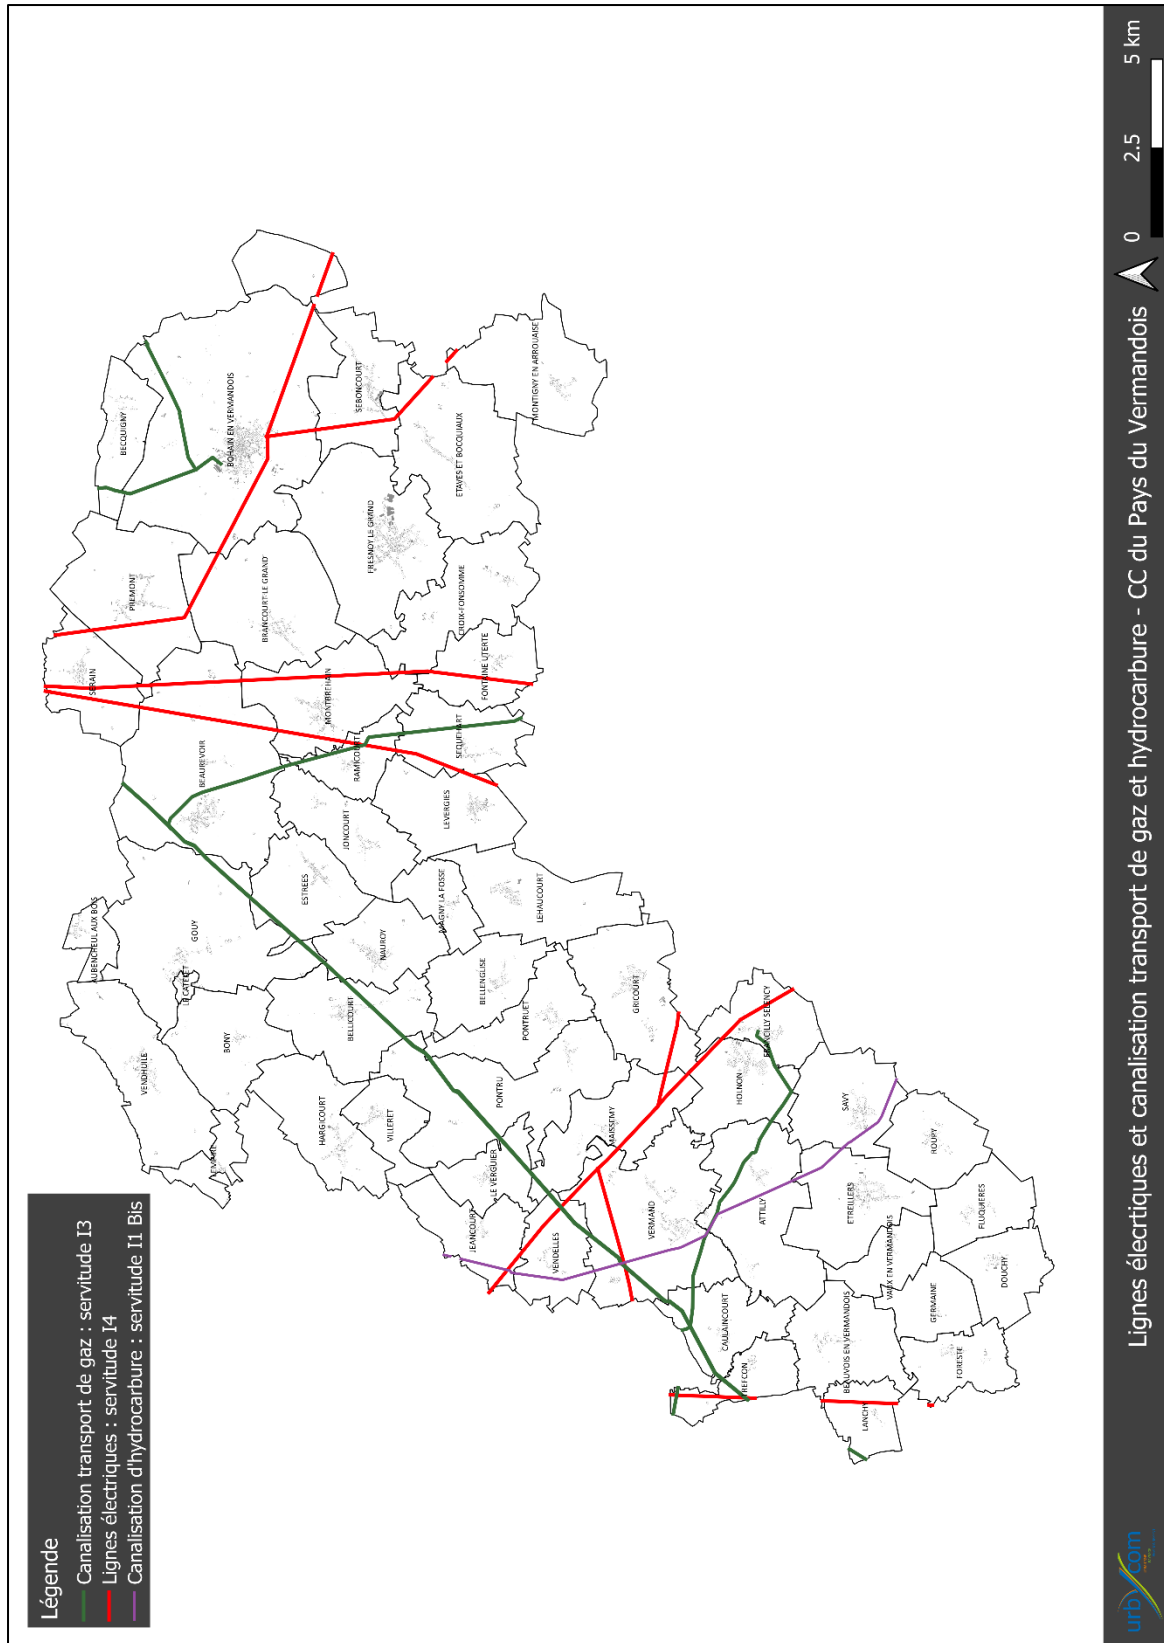 Légende
Canalisation transport de gaz : servitude I3
Lignes électriques : servitude I4
Canalisation d'hydrocarbure : servitude I1 Bis
SERAIN
PREMONT
BECQUIGNY
BOHAIN EN VERMANDOIS
AUBENCHEUL AUX BOIS
VENDHUILE
GOUY
LE CATELET
BEAUREVOIR
BRANCOURT LE GRAND
LEMPIRE
BONY
ESTREES
MONTBREHAIN
SEBONCOURT
FRESNOY LE GRAND
HARGICOURT
BELLICOURT
JONCOURT
RAMICOURT
VILLERET
NAUROY
MAGNY LA FOSSE
LEVERGIES
SEQUEHART
CROIX-FONSOMME
FONTAINE UTERTE
ETAVES ET BOCQUIAUX
MONTIGNY EN ARROUAISE
JEANCOURT
LE VERGUIER
PONTRU
BELLENGLISE
PONTRUET
LEHAUCOURT
VENDELLES
MAISSEMY
GRICOURT
VERMAND
HOLNON
FRANCILLY SELENCY
CAULAINCOURT
TREFCON
ATTILLY
SAVY
BEAUVOIS EN VERMANDOIS
ETREILLERS
LANCHY
VAUX EN VERMANDOIS
ROUPY
GERMAINE
FLUQUIERES
FORESTE
DOUCHY
urbycom
Lignes élecrtiques et canalisation transport de gaz et hydrocarbure - CC du Pays du Vermandois
0 2.5 5 km